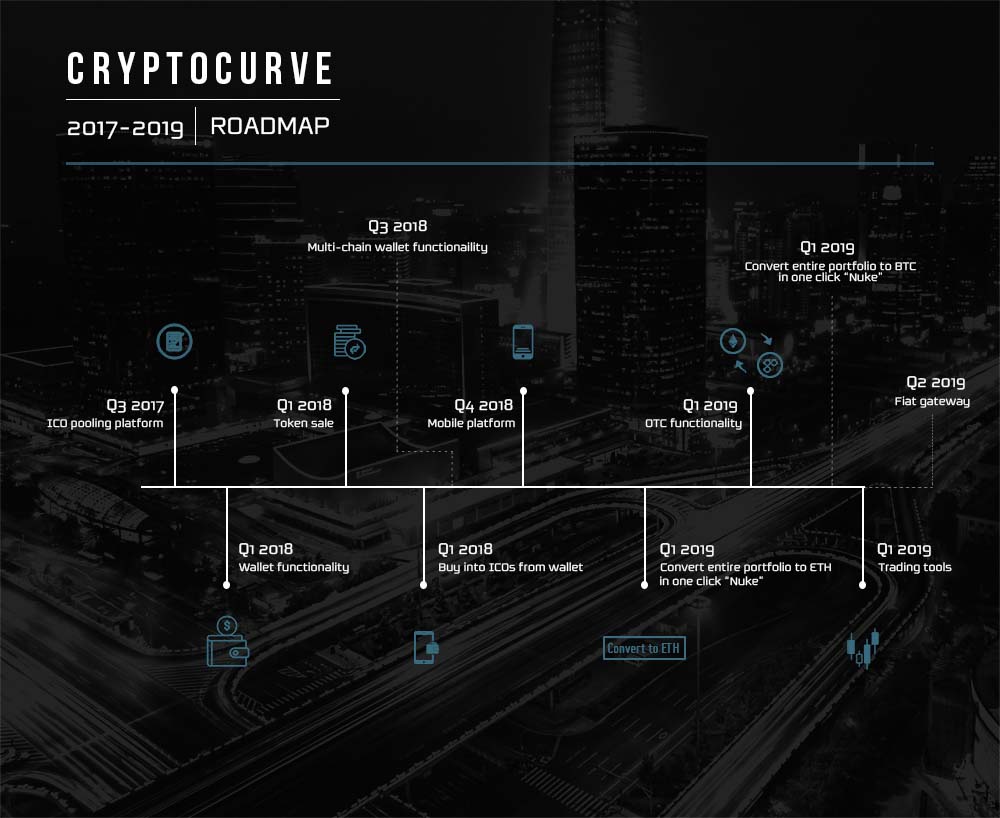 CRYPTOCURVE
2017-2019 | ROADMAP
Q3 2018
Multi-chain wallet functionaility
Q1 2019
Convert entire portfolio to BTC
in one click “Nuke”
Q2 2019
Fiat gateway
Q3 2017
ICO pooling platform
Q1 2018
Token sale
Q4 2018
Mobile platform
Q1 2019
OTC functionality
Q1 2018
Wallet functionality
Q1 2018
Buy into ICOs from wallet
Q1 2019
Convert entire portfolio to ETH
in one click “Nuke”
Q1 2019
Trading tools
$
Convert to ETH